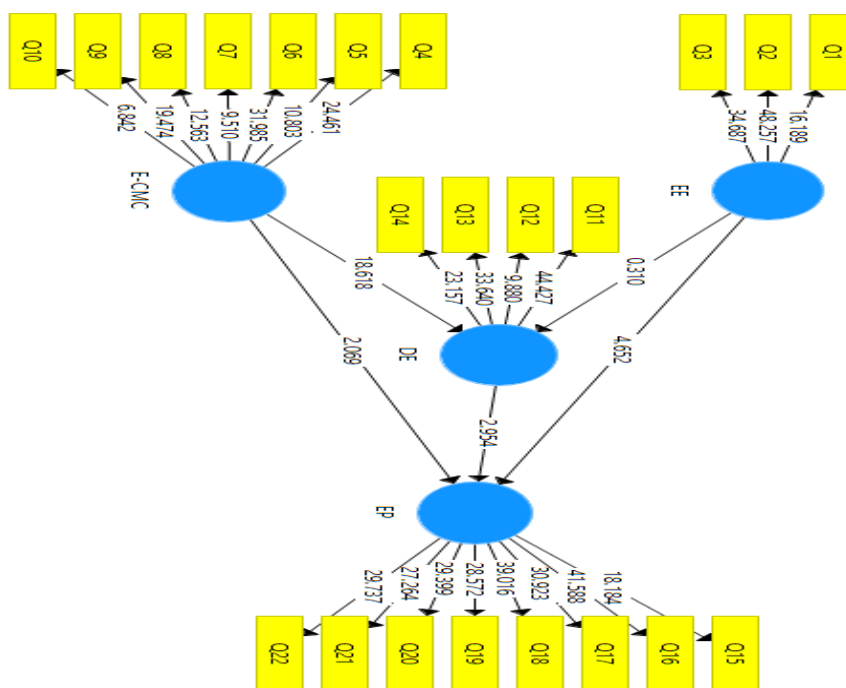 Q1
Q2
Q3
16.189
48.257
34.687
EE
0.310
4.652
Q11
Q12
Q13
Q14
44.427
9.880
33.640
23.157
DE
2.954
Q15
Q16
Q17
Q18
Q19
Q20
Q21
Q22
18.184
41.588
30.923
39.016
28.572
29.399
27.264
29.737
EP
18.618
2.069
Q4
Q5
Q6
Q7
Q8
Q9
Q10
24.461
10.803
31.985
9.510
12.563
19.474
6.842
E-CMC